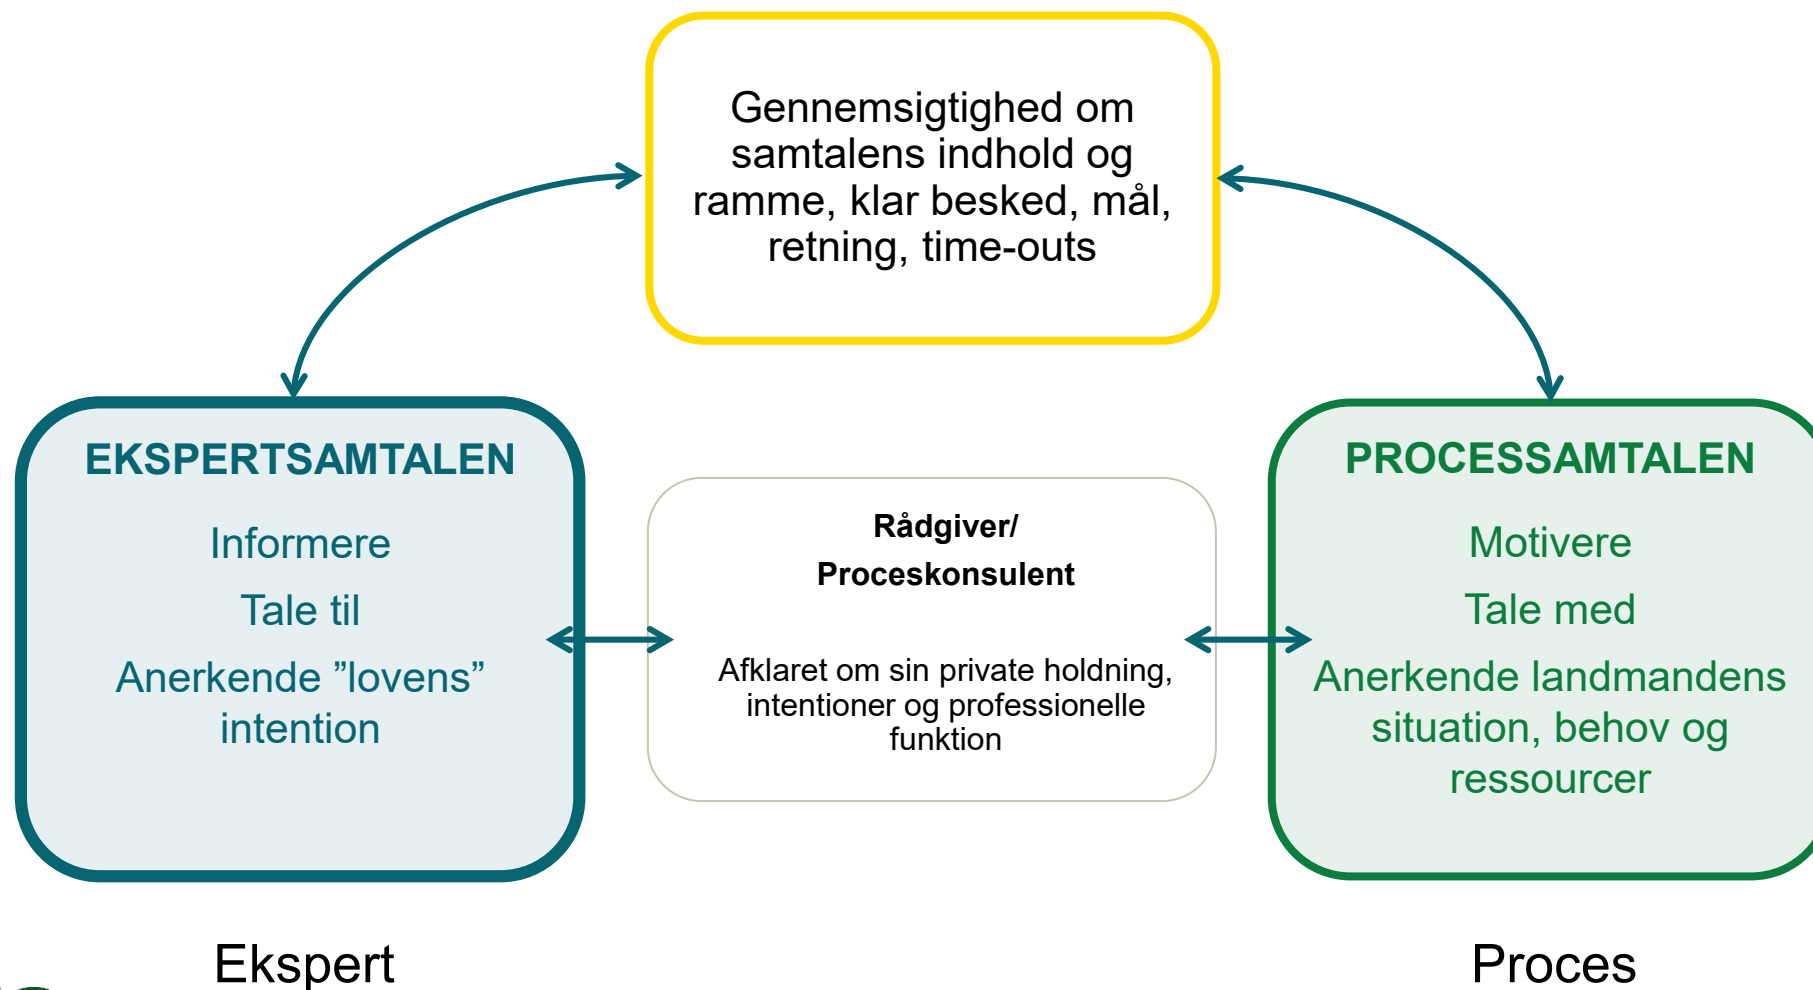 Gennemsigtighed om
samtalens indhold og
ramme, klar besked, mål,
retning, time-outs
EKSPERTSAMTALEN
Informere
Tale til
Anerkende ”lovens”
intention
Rådgiver/
Proceskonsulent
Afklaret om sin private holdning,
intentioner og professionelle
funktion
PROCESSAMTALEN
Motivere
Tale med
Anerkende landmandens
situation, behov og
ressourcer
Ekspert
Proces